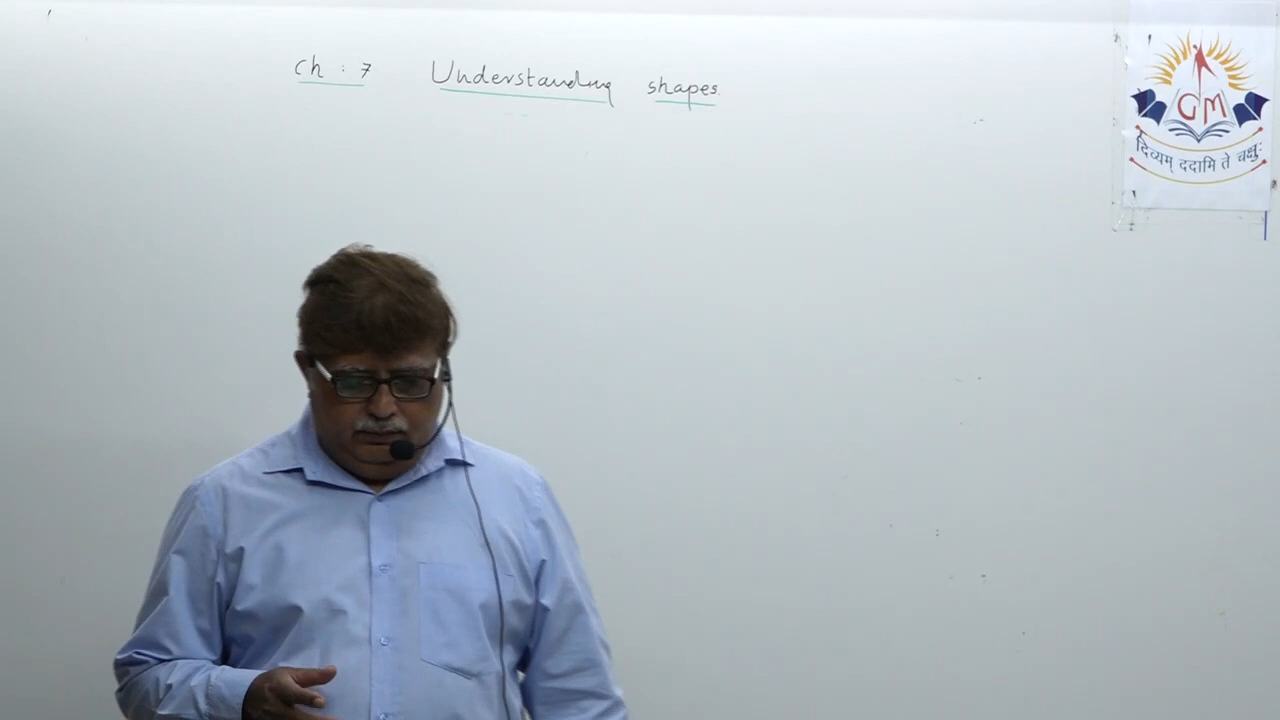 ch : 7 Understanding shapes.
GM
दिव्यम् ददामि ते चक्षुः